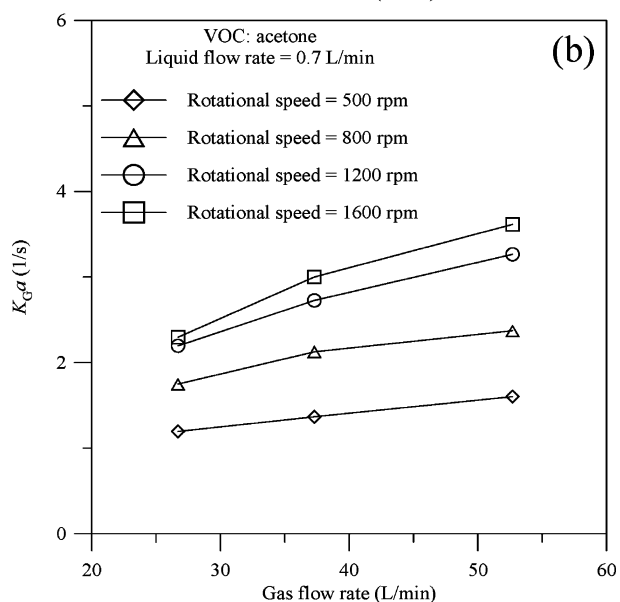 VOC: acetone
Liquid flow rate = 0.7 L/min
(b)
Rotational speed = 500 rpm
Rotational speed = 800 rpm
Rotational speed = 1200 rpm
Rotational speed = 1600 rpm
6
4
2
0
K_G a (1/s)
20 30 40 50 60
Gas flow rate (L/min)